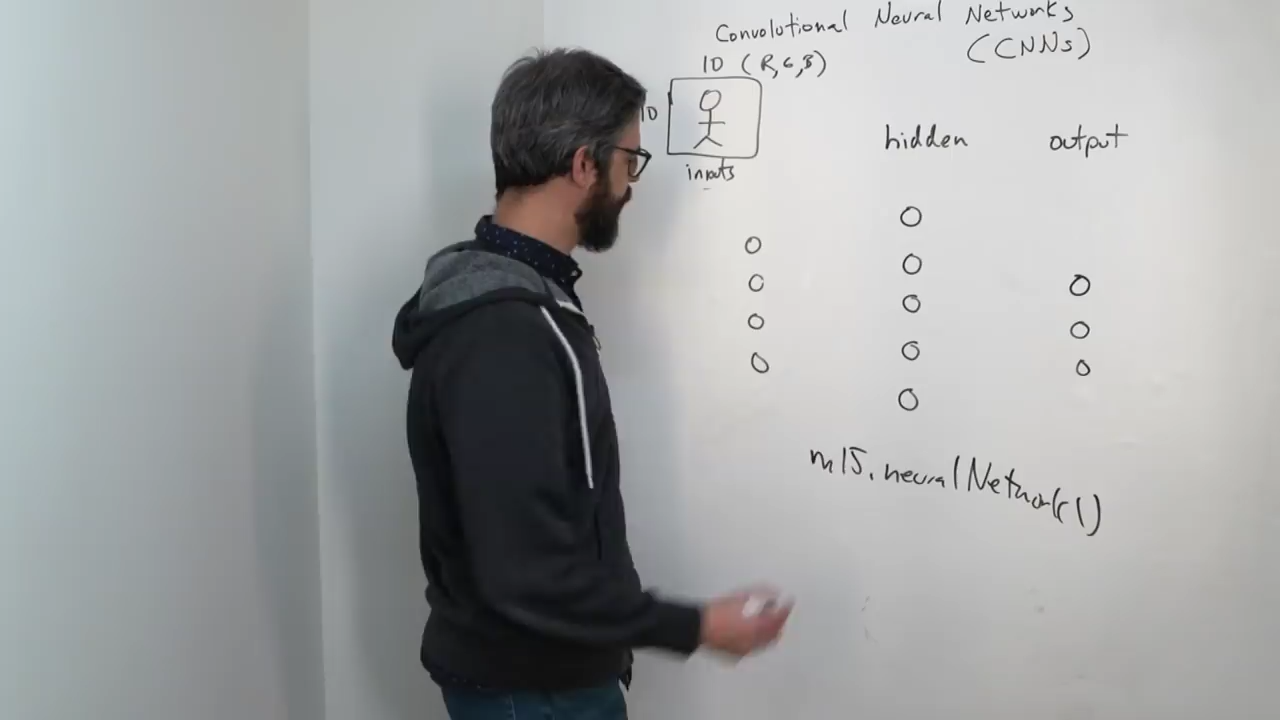 Convolutional Neural Networks
(CNNs)
10 (R,G,B)
10
inputs
hidden
output
ml5.neuralNetwork()